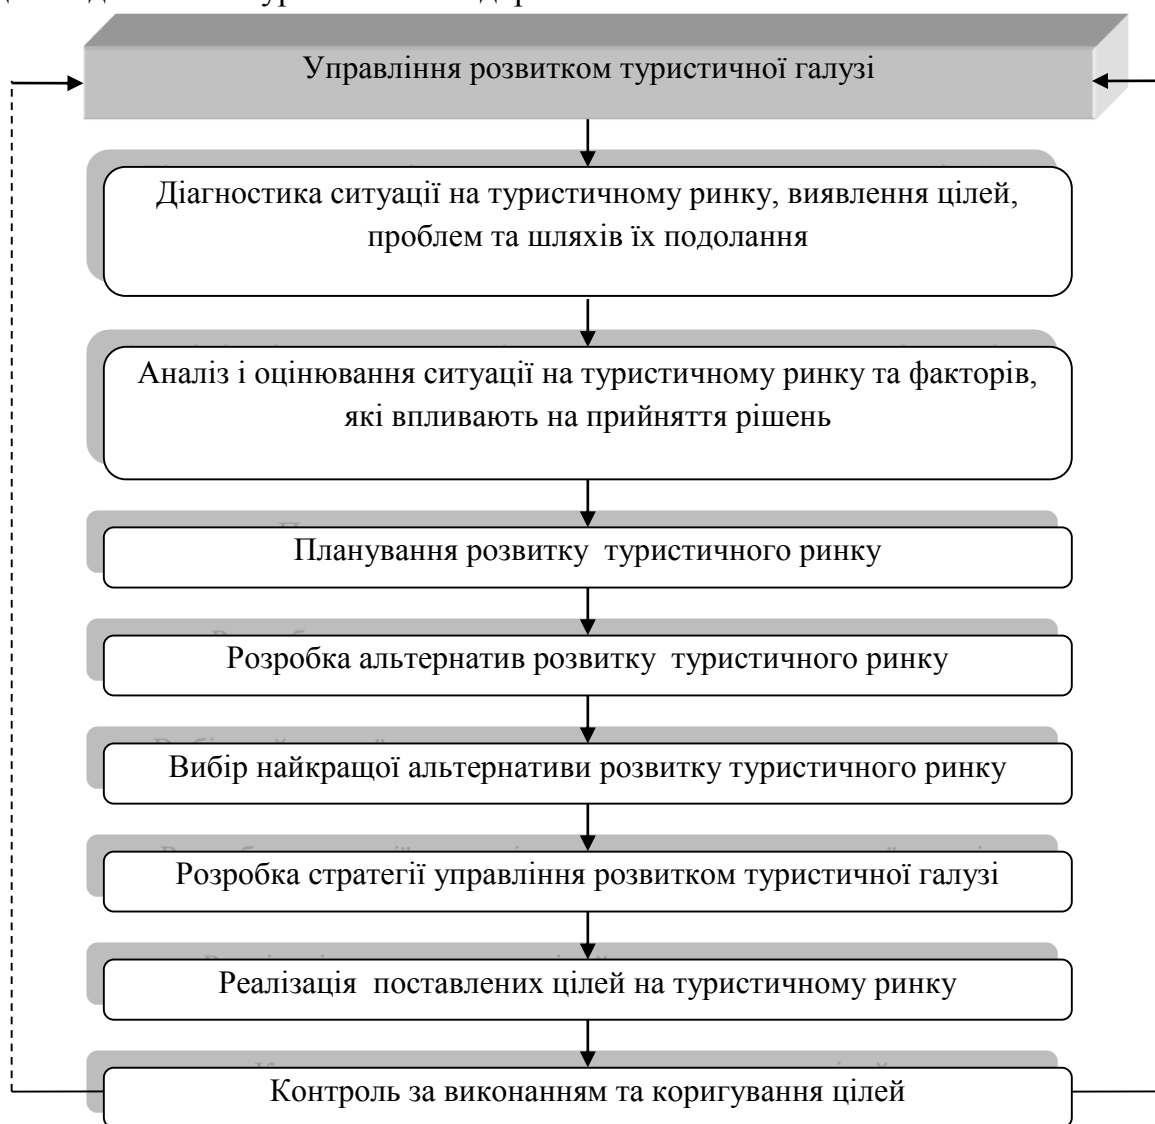 Управління розвитком туристичної галузі
Діагностика ситуації на туристичному ринку, виявлення цілей,
проблем та шляхів їх подолання
Аналіз і оцінювання ситуації на туристичному ринку та факторів,
які впливають на прийняття рішень
Планування розвитку туристичного ринку
Розробка альтернатив розвитку туристичного ринку
Вибір найкращої альтернативи розвитку туристичного ринку
Розробка стратегії управління розвитком туристичної галузі
Реалізація поставлених цілей на туристичному ринку
Контроль за виконанням та коригування цілей